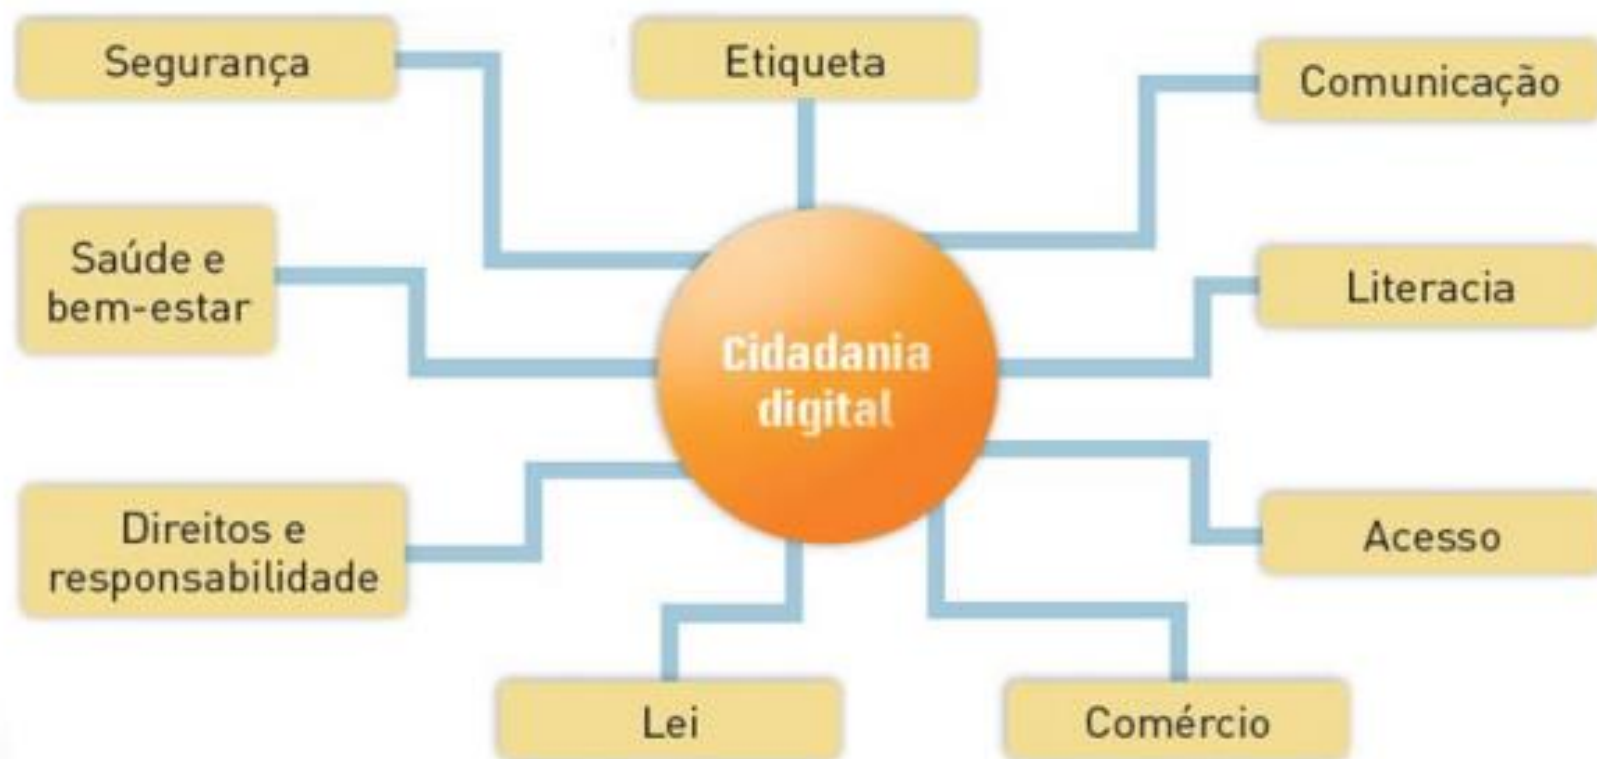 Segurança
Etiqueta
Comunicação
Saúde e
bem-estar
Literacia
Cidadania
digital
Direitos e
responsabilidade
Acesso
Lei
Comércio